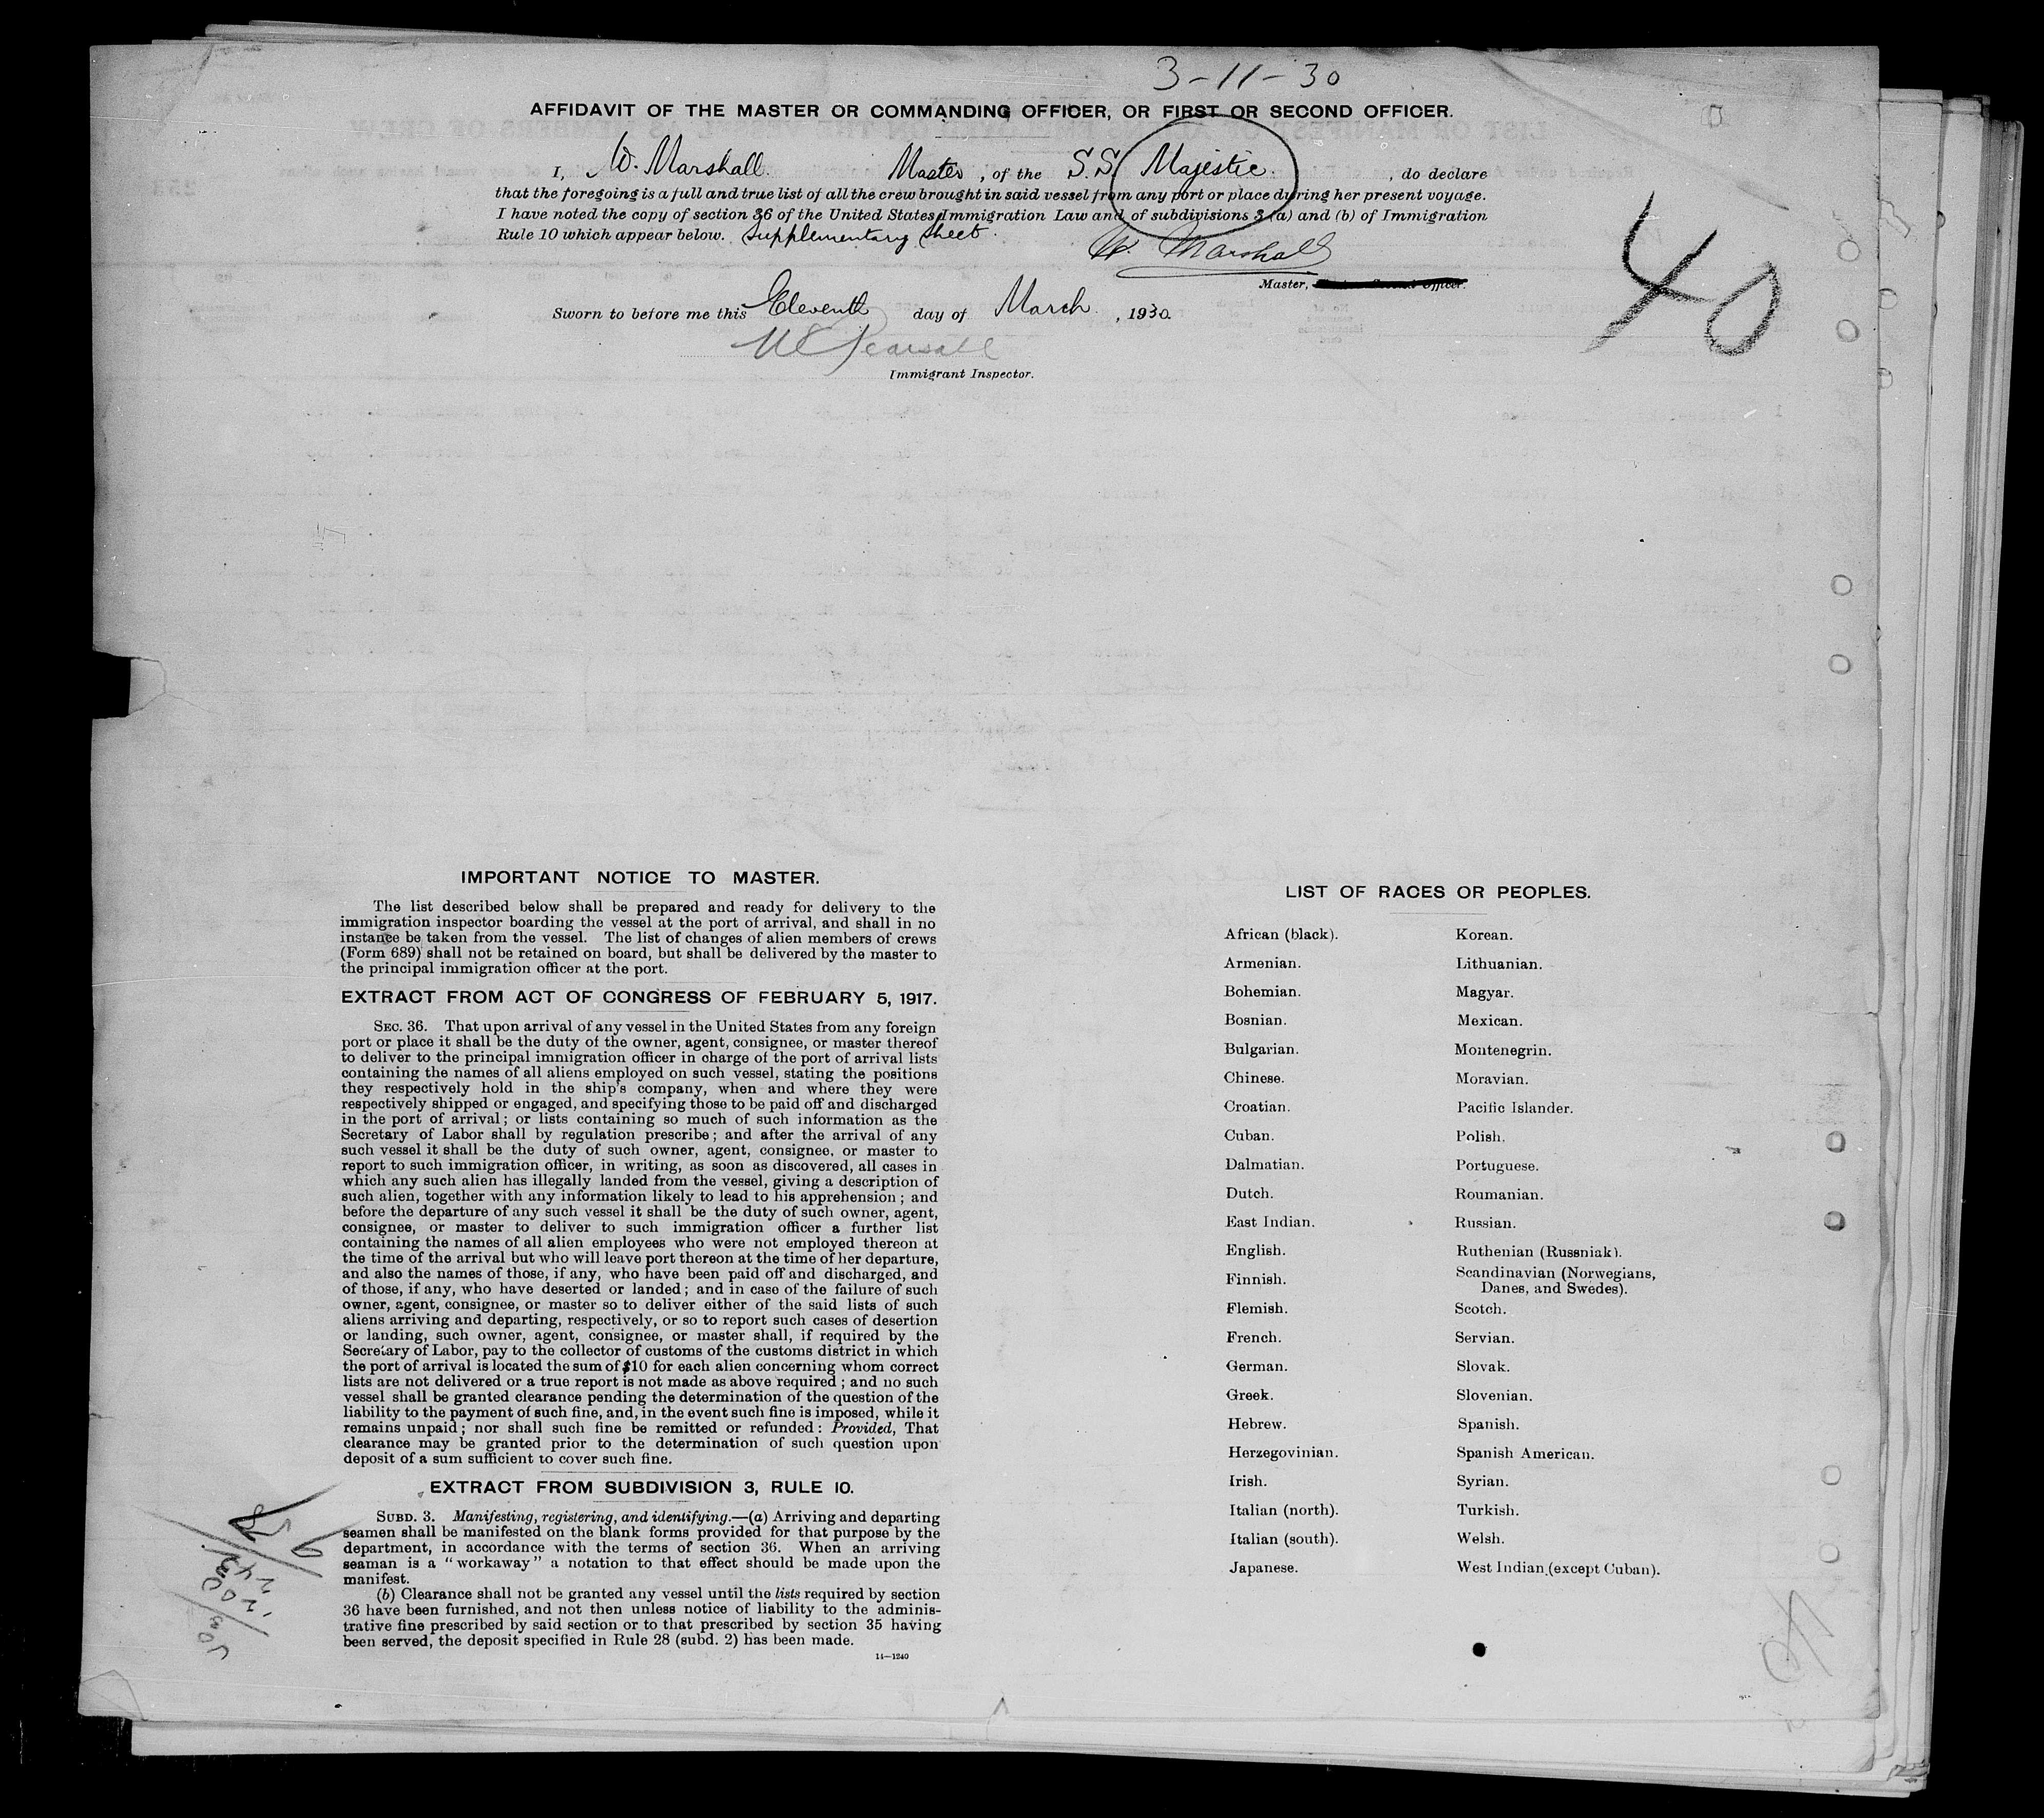 3-11-30
AFFIDAVIT OF THE MASTER OR COMMANDING OFFICER, OR FIRST OR SECOND OFFICER.
I, W. Marshall. Master, of the S.S. Majestic., do declare
that the foregoing is a full and true list of all the crew brought in said vessel from any port or place during her present voyage.
I have noted the copy of section 36 of the United States Immigration Law and of subdivisions 3 (a) and (b) of Immigration
Rule 10 which appear below. Supplementary Sheet.
W. Marshall
Master,
40
Sworn to before me this Eleventh day of March, 1930.
Immigrant Inspector.
IMPORTANT NOTICE TO MASTER.
The list described below shall be prepared and ready for delivery to the
immigration inspector boarding the vessel at the port of arrival, and shall in no
instance be taken from the vessel. The list of changes of alien members of crews
(Form 689) shall not be retained on board, but shall be delivered by the master to
the principal immigration officer at the port.
EXTRACT FROM ACT OF CONGRESS OF FEBRUARY 5, 1917.
SEC. 36. That upon arrival of any vessel in the United States from any foreign
port or place it shall be the duty of the owner, agent, consignee, or master thereof
to deliver to the principal immigration officer in charge of the port of arrival lists
containing the names of all aliens employed on such vessel, stating the positions
they respectively hold in the ship's company, when and where they were
respectively shipped or engaged, and specifying those to be paid off and discharged
in the port of arrival; or lists containing so much of such information as the
Secretary of Labor shall by regulation prescribe; and after the arrival of any
such vessel it shall be the duty of such owner, agent, consignee, or master to
report to such immigration officer, in writing, as soon as discovered, all cases in
which any such alien has illegally landed from the vessel, giving a description of
such alien, together with any information likely to lead to his apprehension; and
before the departure of any such vessel it shall be the duty of such owner, agent,
consignee, or master to deliver to such immigration officer a further list
containing the names of all alien employees who were not employed thereon at
the time of the arrival but who will leave port thereon at the time of her departure,
and also the names of those, if any, who have been paid off and discharged, and
of those, if any, who have deserted or landed; and in case of the failure of such
owner, agent, consignee, or master so to deliver either of the said lists of such
aliens arriving and departing, respectively, or so to report such cases of desertion
or landing, such owner, agent, consignee, or master shall, if required by the
Secretary of Labor, pay to the collector of customs of the customs district in which
the port of arrival is located the sum of $10 for each alien concerning whom correct
lists are not delivered or a true report is not made as above required; and no such
vessel shall be granted clearance pending the determination of the question of the
liability to the payment of such fine, and, in the event such fine is imposed, while it
remains unpaid; nor shall such fine be remitted or refunded: Provided, That
clearance may be granted prior to the determination of such question upon
deposit of a sum sufficient to cover such fine.
EXTRACT FROM SUBDIVISION 3, RULE 10.
SUBD. 3. Manifesting, registering, and identifying.—(a) Arriving and departing
seamen shall be manifested on the blank forms provided for that purpose by the
department, in accordance with the terms of section 36. When an arriving
seaman is a "workaway" a notation to that effect should be made upon the
manifest.
(b) Clearance shall not be granted any vessel until the lists required by section
36 have been furnished, and not then unless notice of liability to the adminis-
trative fine prescribed by said section or to that prescribed by section 35 having
been served, the deposit specified in Rule 28 (subd. 2) has been made.
14—1240
LIST OF RACES OR PEOPLES.
African (black).
Armenian.
Bohemian.
Bosnian.
Bulgarian.
Chinese.
Croatian.
Cuban.
Dalmatian.
Dutch.
East Indian.
English.
Finnish.
Flemish.
French.
German.
Greek.
Hebrew.
Herzegovinian.
Irish.
Italian (north).
Italian (south).
Japanese.
Korean.
Lithuanian.
Magyar.
Mexican.
Montenegrin.
Moravian.
Pacific Islander.
Polish.
Portuguese.
Roumanian.
Russian.
Ruthenian (Russniak).
Scandinavian (Norwegians,
Danes, and Swedes).
Scotch.
Servian.
Slovak.
Slovenian.
Spanish.
Spanish American.
Syrian.
Turkish.
Welsh.
West Indian (except Cuban).